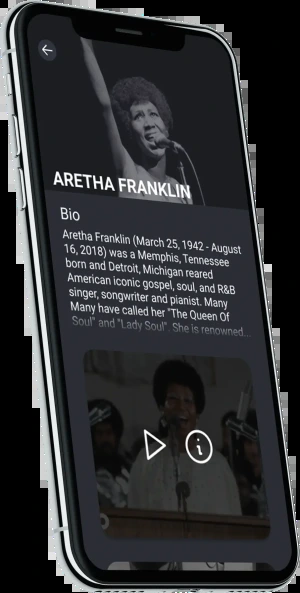 ARETHA FRANKLIN
Bio
Aretha Franklin (March 25, 1942 - August
16, 2018) was a Memphis, Tennessee
born and Detroit, Michigan reared
American iconic gospel, soul, and R&B
singer, songwriter and pianist. Many
Many have called her "The Queen Of
Soul" and "Lady Soul". She is renowned...